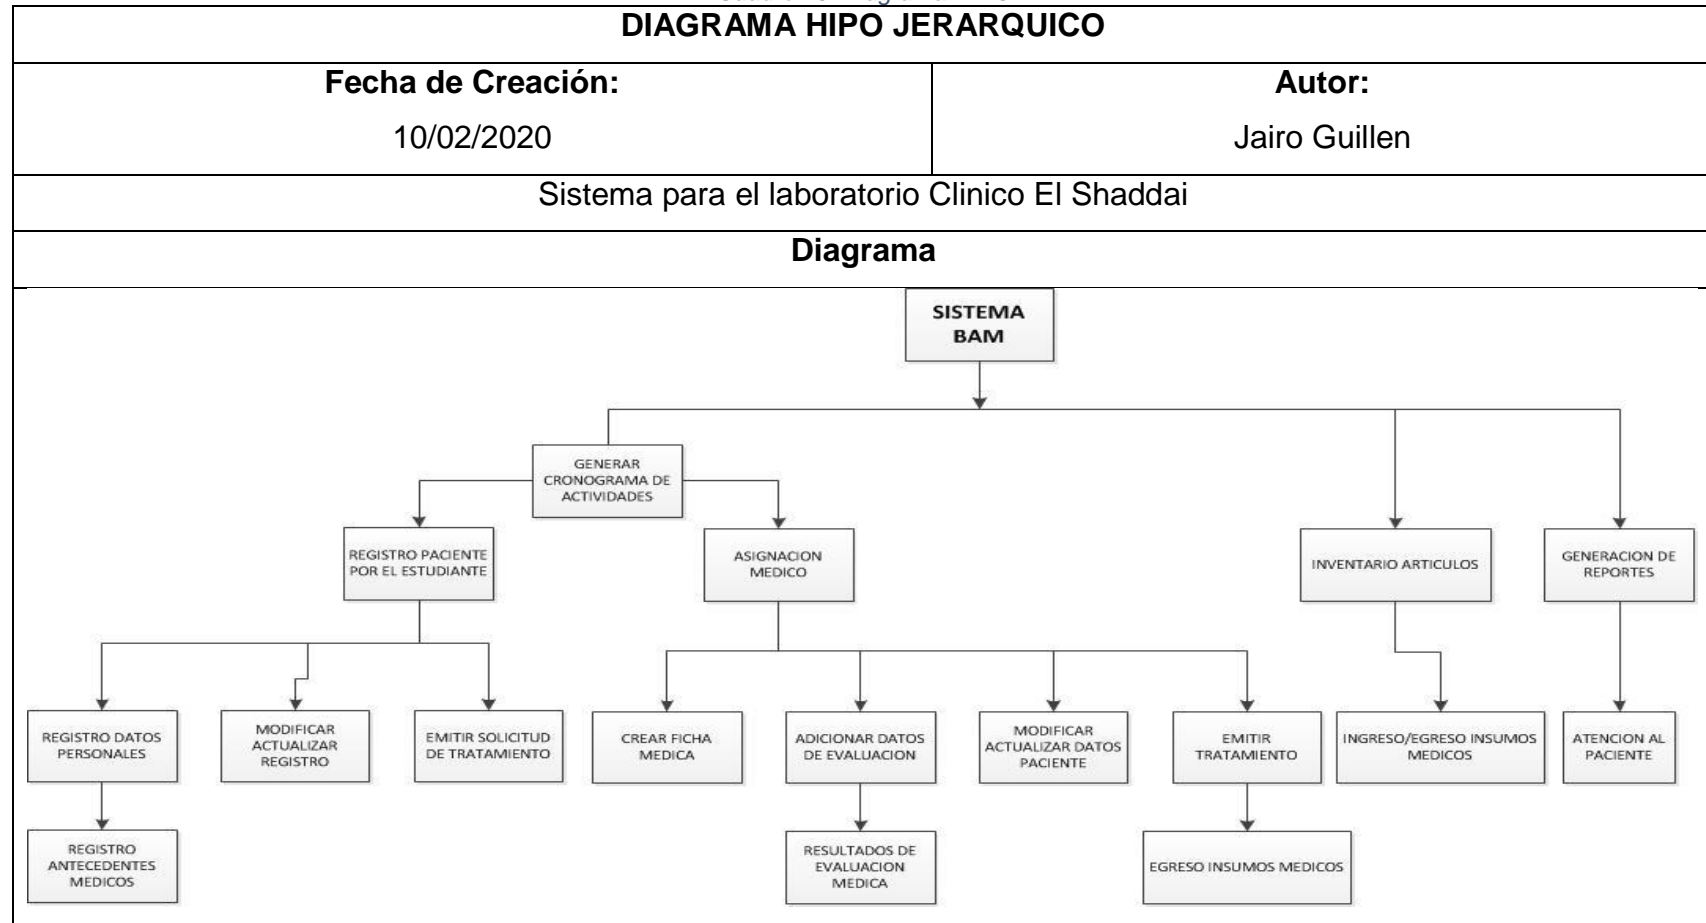 DIAGRAMA HIPO JERARQUICO
Fecha de Creación:
10/02/2020
Autor:
Jairo Guillen
Sistema para el laboratorio Clinico El Shaddai
Diagrama
SISTEMA
BAM
GENERAR
CRONOGRAMA DE
ACTIVIDADES
REGISTRO PACIENTE
POR EL ESTUDIANTE
ASIGNACION
MEDICO
INVENTARIO ARTICULOS
GENERACION DE
REPORTES
REGISTRO DATOS
PERSONALES
MODIFICAR
ACTUALIZAR
REGISTRO
EMITIR SOLICITUD
DE TRATAMIENTO
CREAR FICHA
MEDICA
ADICIONAR DATOS
DE EVALUACION
MODIFICAR
ACTUALIZAR DATOS
PACIENTE
EMITIR
TRATAMIENTO
INGRESO/EGRESO INSUMOS
MEDICOS
ATENCION AL
PACIENTE
REGISTRO
ANTECEDENTES
MEDICOS
RESULTADOS DE
EVALUACION
MEDICA
EGRESO INSUMOS MEDICOS